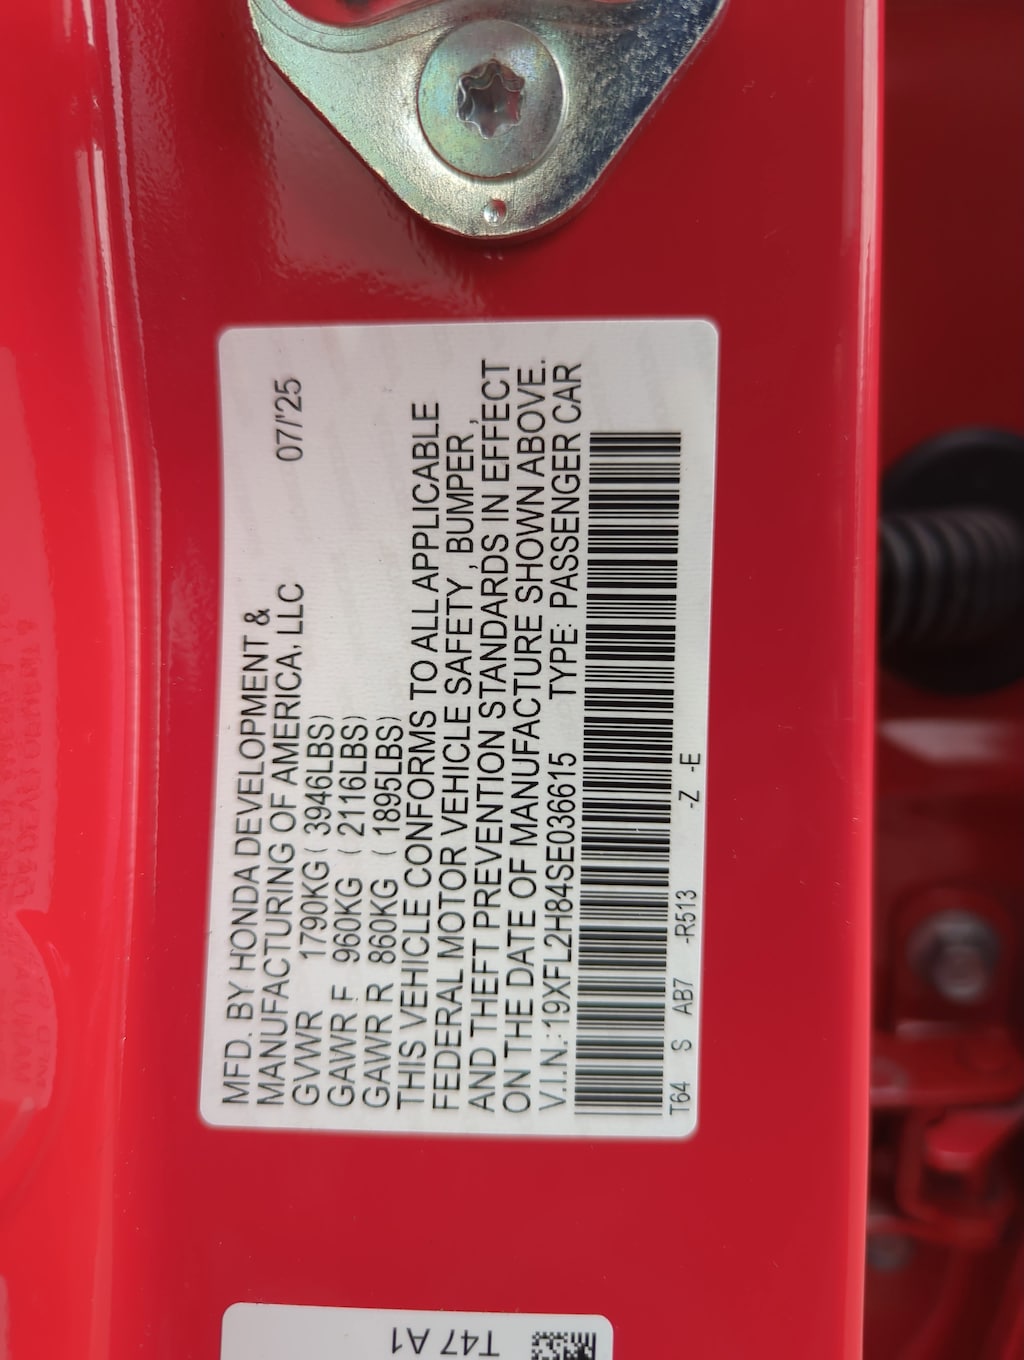 MFD. BY HONDA DEVELOPMENT &
MANUFACTURING OF AMERICA, LLC 07/'25
GVWR 1790KG ( 3946LBS)
GAWR F 960KG ( 2116LBS)
GAWR R 860KG ( 1895LBS)
THIS VEHICLE CONFORMS TO ALL APPLICABLE
FEDERAL MOTOR VEHICLE SAFETY , BUMPER ,
AND THEFT PREVENTION STANDARDS IN EFFECT
ON THE DATE OF MANUFACTURE SHOWN ABOVE.
V.I.N.:19XFL2H84SE036615 TYPE: PASSENGER CAR
T64 S AB7 -R513 -Z -E
T47 A1